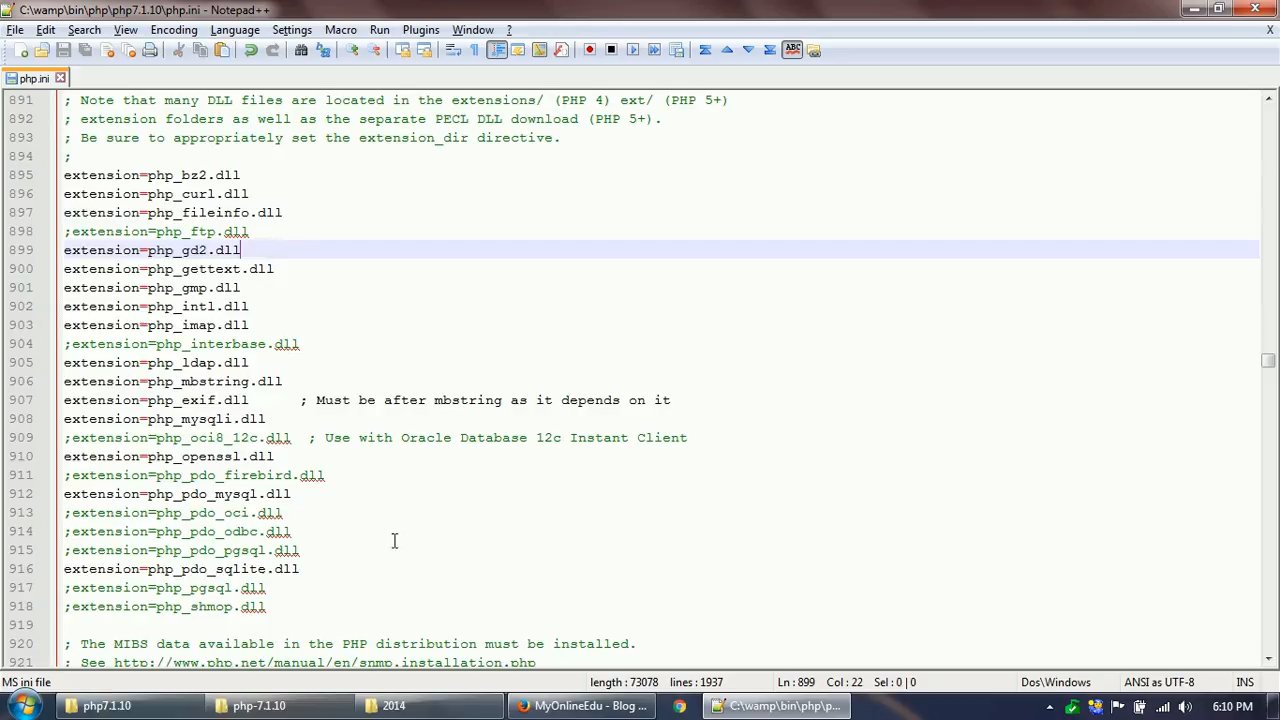 C:\wamp\bin\php\php7.1.10\php.ini - Notepad++
File Edit Search View Encoding Language Settings Macro Run Plugins Window ? X
php.ini
891 ; Note that many DLL files are located in the extensions/ (PHP 4) ext/ (PHP 5+)
892 ; extension folders as well as the separate PECL DLL download (PHP 5+).
893 ; Be sure to appropriately set the extension_dir directive.
894 ;
895 extension=php_bz2.dll
896 extension=php_curl.dll
897 extension=php_fileinfo.dll
898 ;extension=php_ftp.dll
899 extension=php_gd2.dll
900 extension=php_gettext.dll
901 extension=php_gmp.dll
902 extension=php_intl.dll
903 extension=php_imap.dll
904 ;extension=php_interbase.dll
905 extension=php_ldap.dll
906 extension=php_mbstring.dll
907 extension=php_exif.dll ; Must be after mbstring as it depends on it
908 extension=php_mysqli.dll
909 ;extension=php_oci8_12c.dll ; Use with Oracle Database 12c Instant Client
910 extension=php_openssl.dll
911 ;extension=php_pdo_firebird.dll
912 extension=php_pdo_mysql.dll
913 ;extension=php_pdo_oci.dll
914 ;extension=php_pdo_odbc.dll
915 ;extension=php_pdo_pgsql.dll
916 extension=php_pdo_sqlite.dll
917 ;extension=php_pgsql.dll
918 ;extension=php_shmop.dll
919
920 ; The MIBS data available in the PHP distribution must be installed.
921 ; See http://www.php.net/manual/en/snmp.installation.php
MS ini file length : 73078 lines : 1937 Ln : 899 Col : 22 Sel : 0 | 0 Dos\Windows ANSI as UTF-8 INS
php7.1.10 php-7.1.10 2014 MyOnlineEdu - Blog ... C:\wamp\bin\php\p... 6:10 PM